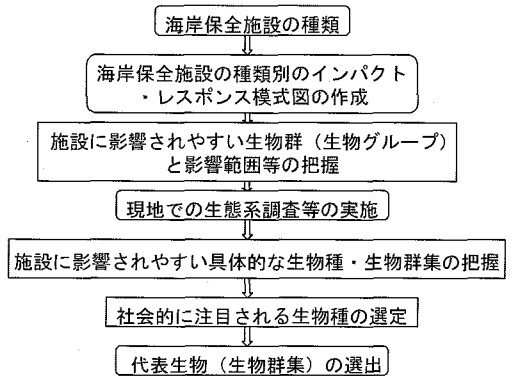 海岸保全施設の種類
海岸保全施設の種類別のインパクト
・レスポンス模式図の作成
施設に影響されやすい生物群（生物グループ）
と影響範囲等の把握
現地での生態系調査等の実施
施設に影響されやすい具体的な生物種・生物群集の把握
社会的に注目される生物種の選定
代表生物（生物群集）の選出